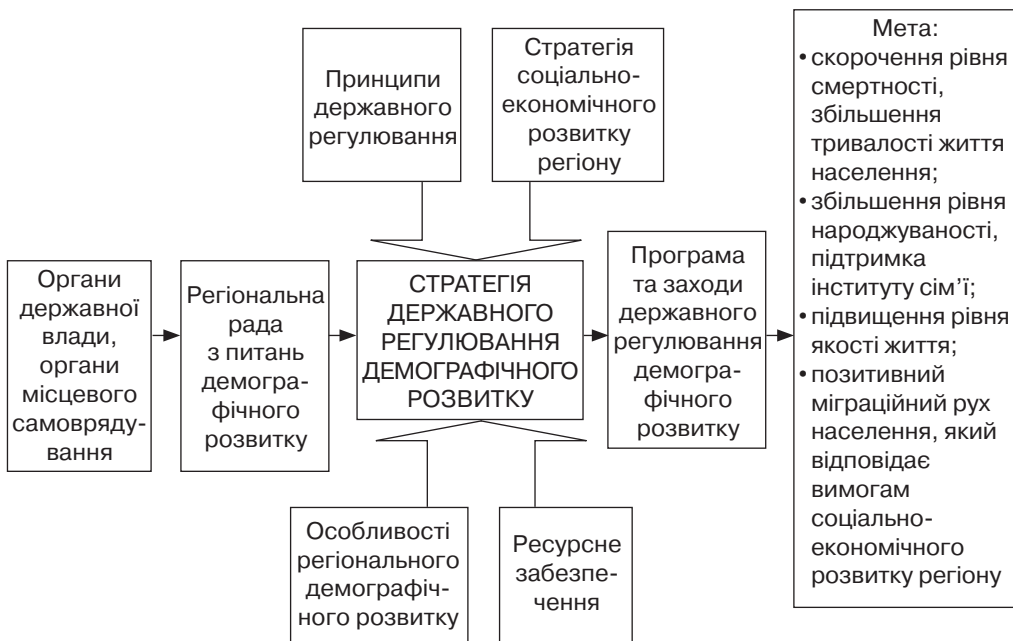 Принципи
державного
регулювання
Стратегія
соціально-
економічного
розвитку
регіону
Органи
державної
влади,
органи
місцевого
самовряду-
вання
Регіональна
рада
з питань
демогра-
фічного
розвитку
СТРАТЕГІЯ
ДЕРЖАВНОГО
РЕГУЛЮВАННЯ
ДЕМОГРАФІЧНОГО
РОЗВИТКУ
Програма
та заходи
державного
регулювання
демогра-
фічного
розвитку
Мета:
• скорочення рівня
смертності,
збільшення
тривалості життя
населення;
• збільшення рівня
народжуваності,
підтримка
інституту сім’ї;
• підвищення рівня
якості життя;
• позитивний
міграційний рух
населення, який
відповідає
вимогам
соціально-
економічного
розвитку регіону
Особливості
регіонального
демографіч-
ного розвитку
Ресурсне
забезпе-
чення